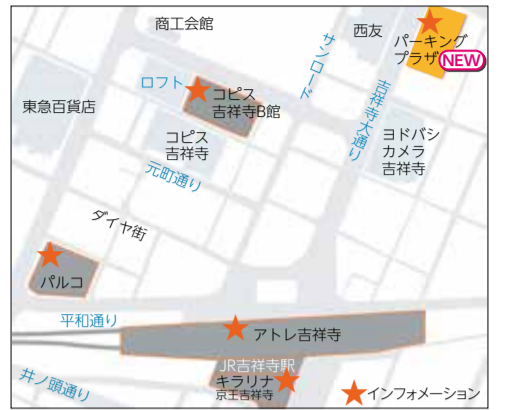 商工会館
サンロード
西友
パーキング
プラザ NEW
ロフト
コピス
吉祥寺B館
東急百貨店
吉祥寺大通り
コピス
吉祥寺
ヨドバシ
カメラ
吉祥寺
元町通り
ダイヤ街
パルコ
平和通り
アトレ吉祥寺
JR吉祥寺駅
キラリナ
京王吉祥寺
井ノ頭通り
インフォメーション